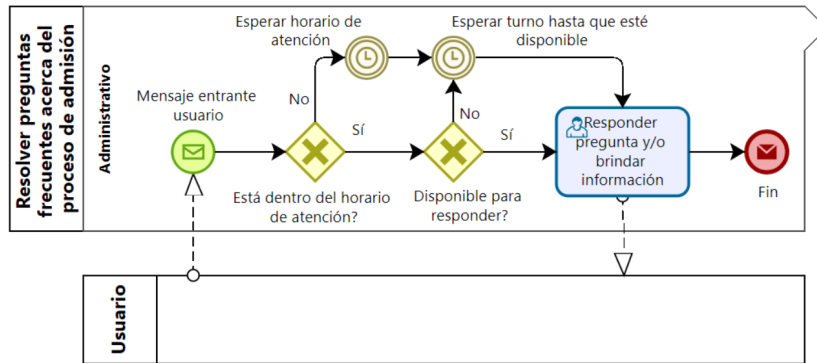 Resolver preguntas
frecuentes acerca del
proceso de admisión
Administrativo
Esperar horario de
atención
Esperar turno hasta que esté
disponible
Mensaje entrante
usuario
No
Sí
No
Sí
Está dentro del horario
de atención?
Disponible para
responder?
Responder
pregunta y/o
brindar
información
Fin
Usuario